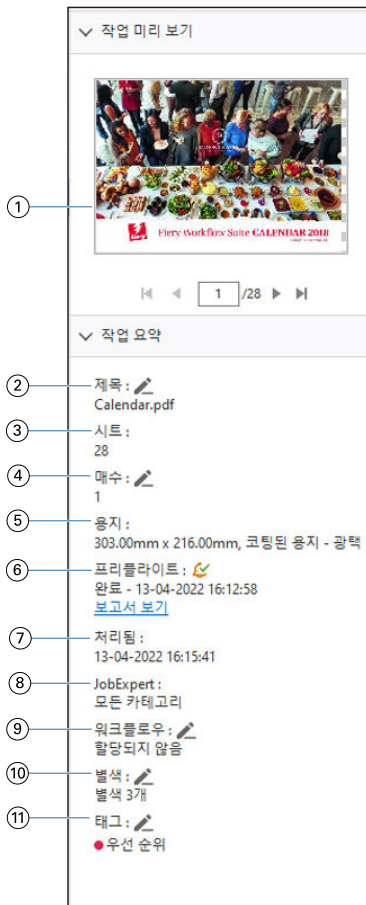 작업 미리 보기
①
Fiery Workflow Suite CALENDAR 2018
1 /28
작업 요약
② 제목 :
Calendar.pdf
③ 시트 :
28
④ 매수 :
1
⑤ 용지 :
303.00mm x 216.00mm, 코팅된 용지 - 광택
⑥ 프리플라이트 :
완료 - 13-04-2022 16:12:58
보고서 보기
⑦ 처리됨 :
13-04-2022 16:15:41
⑧ JobExpert :
모든 카테고리
⑨ 워크플로우 :
할당되지 않음
⑩ 별색 :
별색 3개
⑪ 태그 :
우선 순위